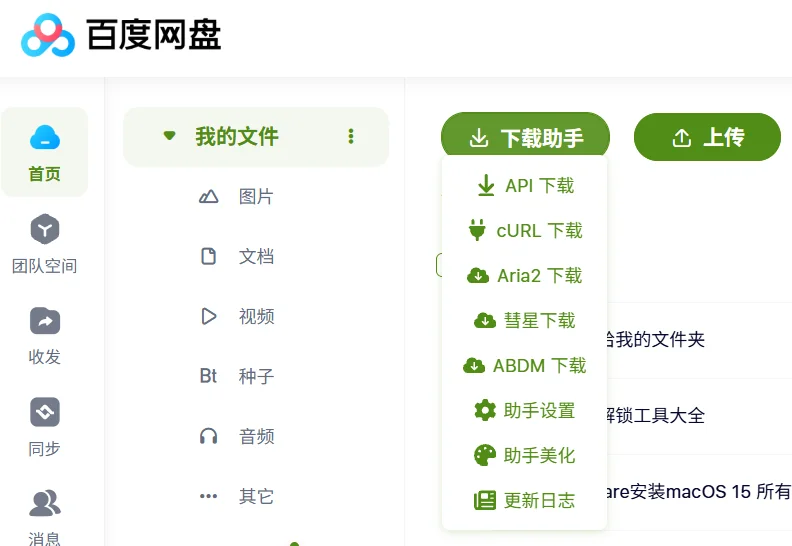 百度网盘
首页
团队空间
收发
同步
消息
我的文件
图片
文档
视频
Bt 种子
音频
其它
下载助手
上传
API 下载
cURL 下载
Aria2 下载
彗星下载
ABDM 下载
助手设置
助手美化
更新日志
给我的文件夹
解锁工具大全
are安装macOS 15 所有